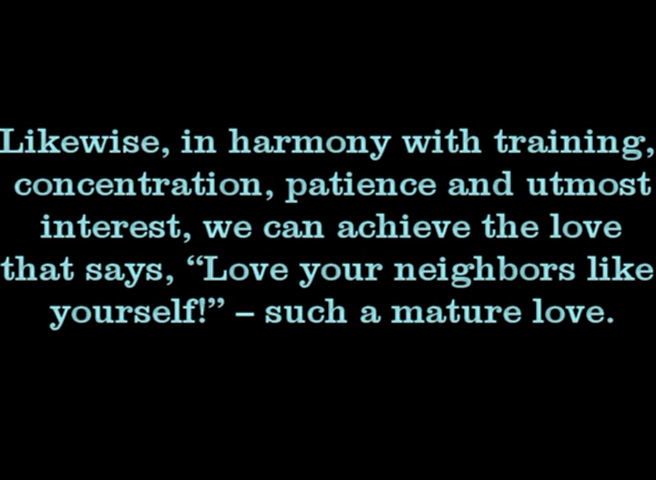 Likewise, in harmony with training,
concentration, patience and utmost
interest, we can achieve the love
that says, “Love your neighbors like
yourself!” – such a mature love.